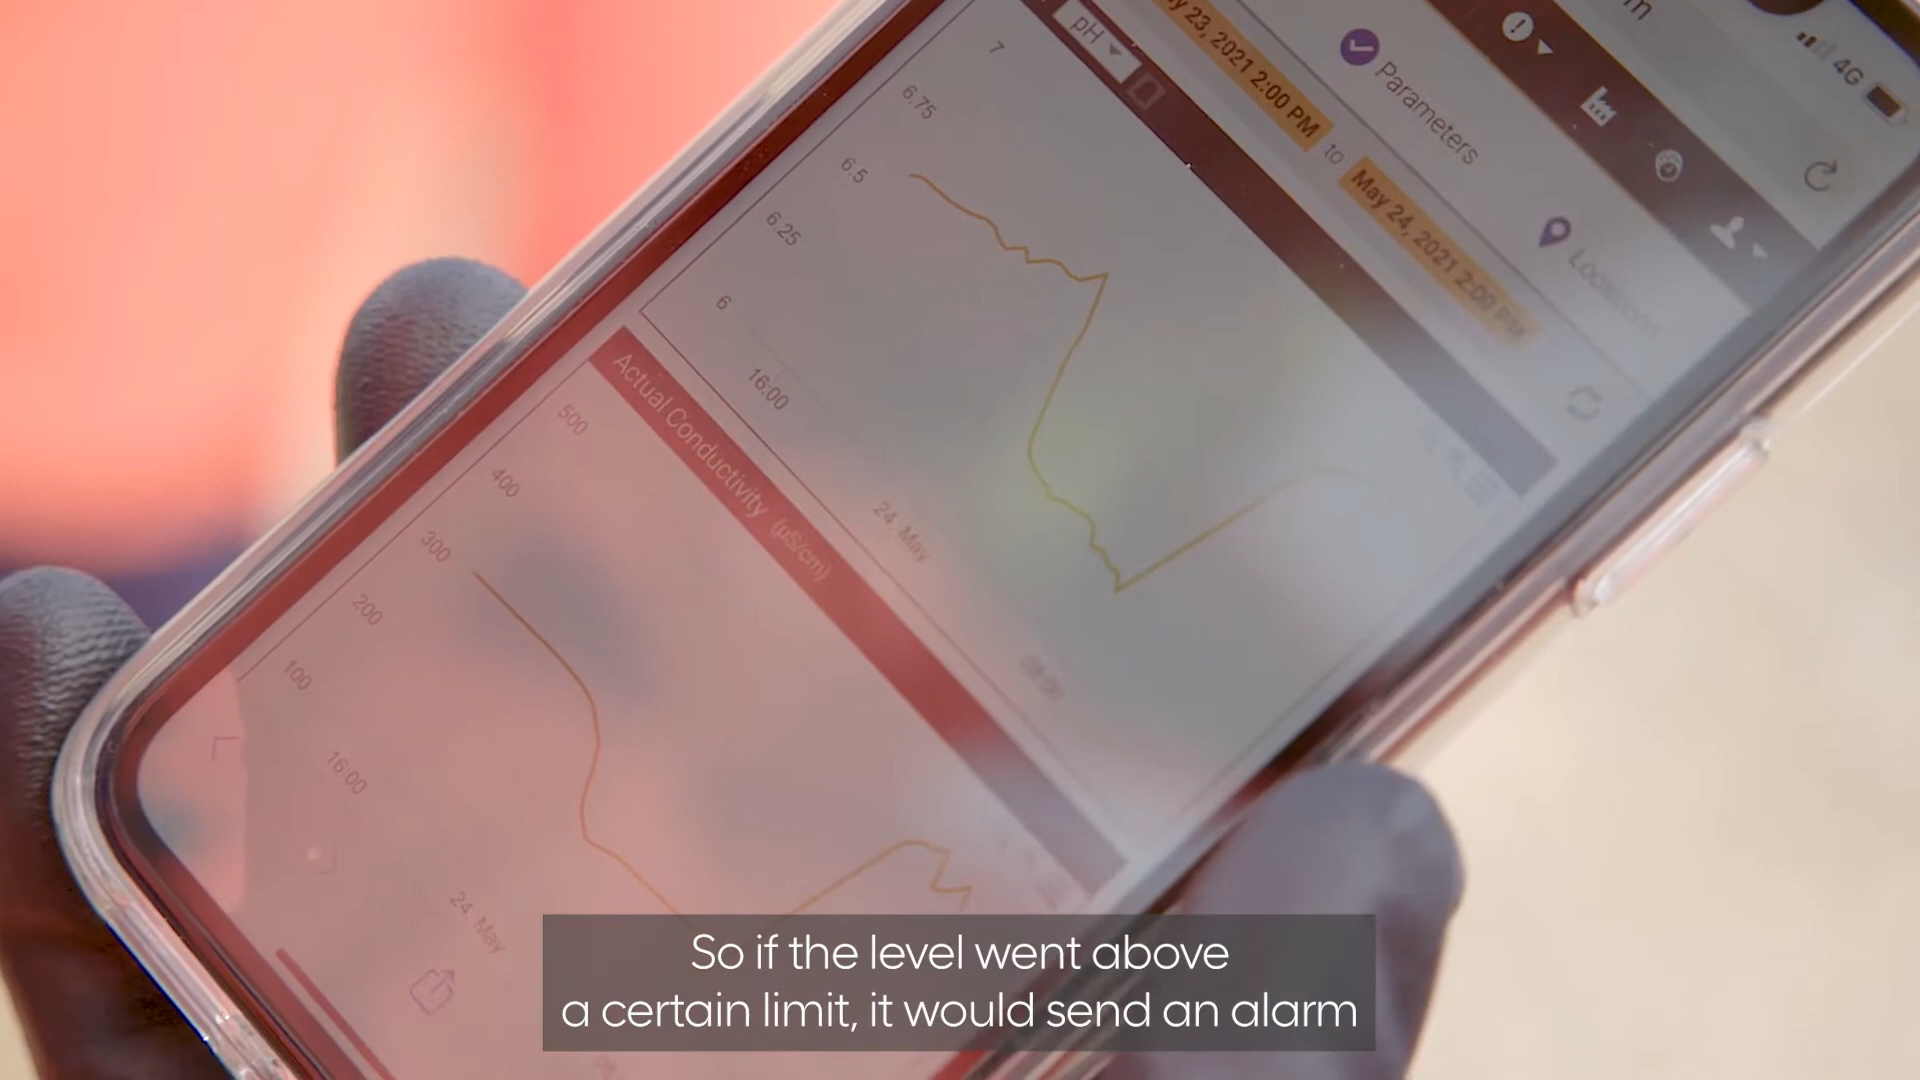 4G
Parameters
May 24, 2021 2:00 PM
to
23, 2021 2:00 PM
pH
7
6.75
6.5
6.25
6
16:00
24. May
08:00
Actual Conductivity (µS/cm)
500
400
300
200
100
16:00
24. May
So if the level went above
a certain limit, it would send an alarm